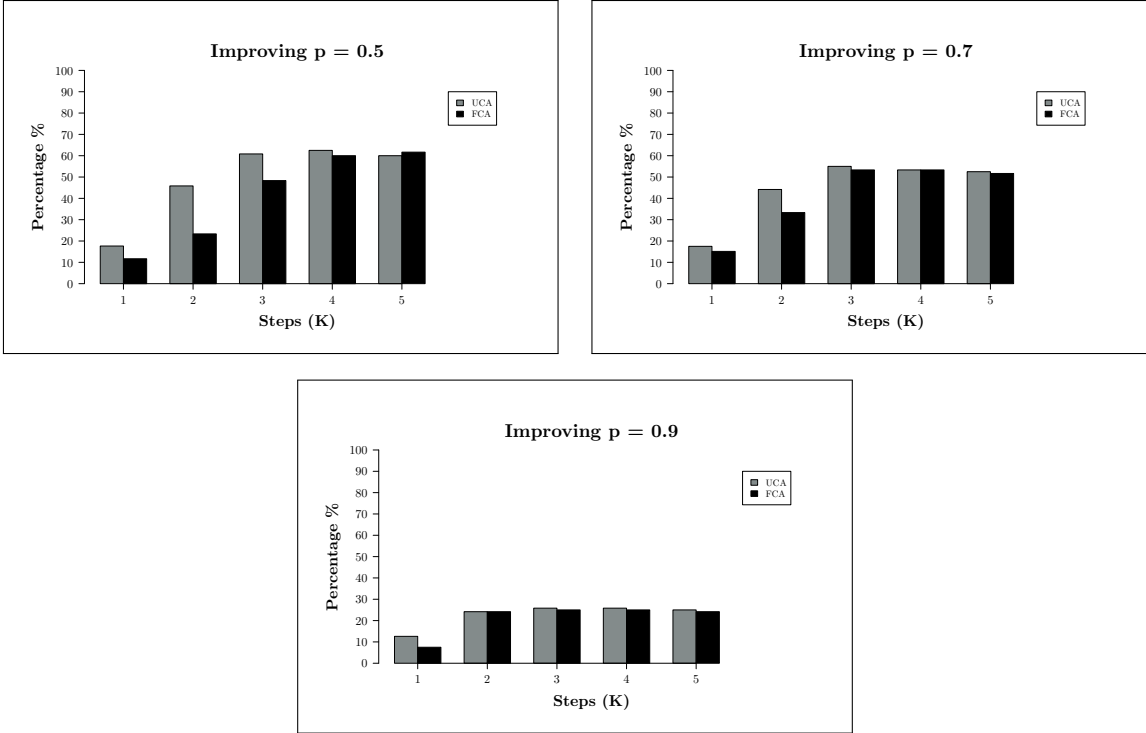 Improving p = 0.5
100
90
80
70
60
50
40
30
20
10
0
Percentage %
UCA
FCA
1 2 3 4 5
Steps (K)
Improving p = 0.7
100
90
80
70
60
50
40
30
20
10
0
Percentage %
UCA
FCA
1 2 3 4 5
Steps (K)
Improving p = 0.9
100
90
80
70
60
50
40
30
20
10
0
Percentage %
UCA
FCA
1 2 3 4 5
Steps (K)